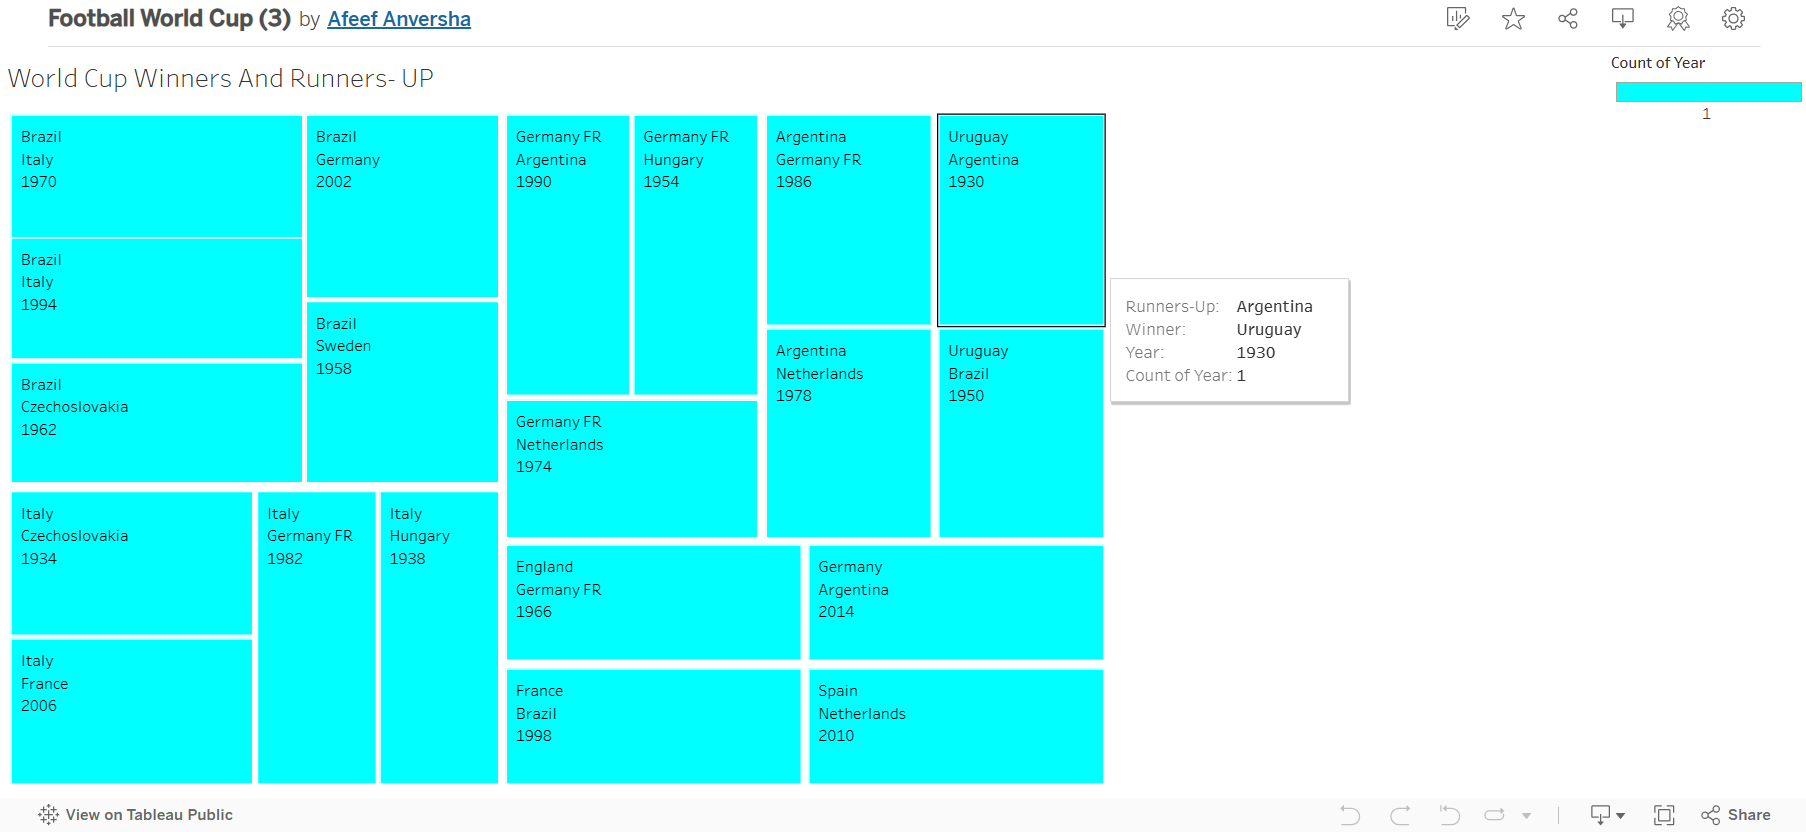 Football World Cup (3) by Afeef Anversha
World Cup Winners And Runners- UP
Count of Year
1
Brazil
Italy
1970
Brazil
Italy
1994
Brazil
Czechoslovakia
1962
Brazil
Germany
2002
Brazil
Sweden
1958
Italy
Czechoslovakia
1934
Italy
France
2006
Italy
Germany FR
1982
Italy
Hungary
1938
Germany FR
Argentina
1990
Germany FR
Hungary
1954
Germany FR
Netherlands
1974
Argentina
Germany FR
1986
Argentina
Netherlands
1978
Uruguay
Argentina
1930
Uruguay
Brazil
1950
England
Germany FR
1966
Germany
Argentina
2014
France
Brazil
1998
Spain
Netherlands
2010
Runners-Up: Argentina
Winner: Uruguay
Year: 1930
Count of Year: 1
View on Tableau Public
Share